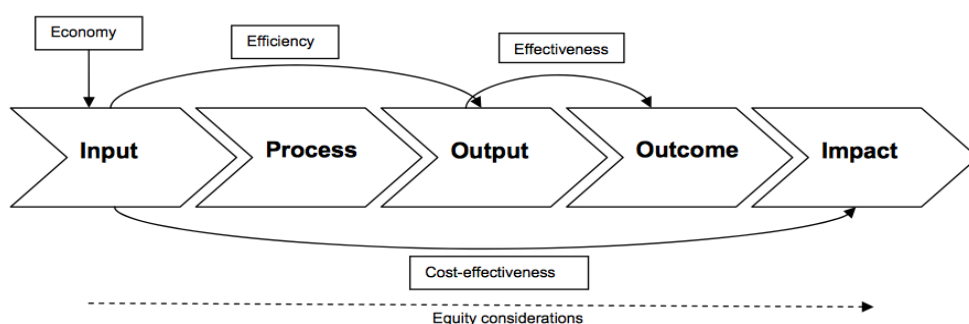 Economy
Efficiency
Effectiveness
Input
Process
Output
Outcome
Impact
Cost-effectiveness
Equity considerations